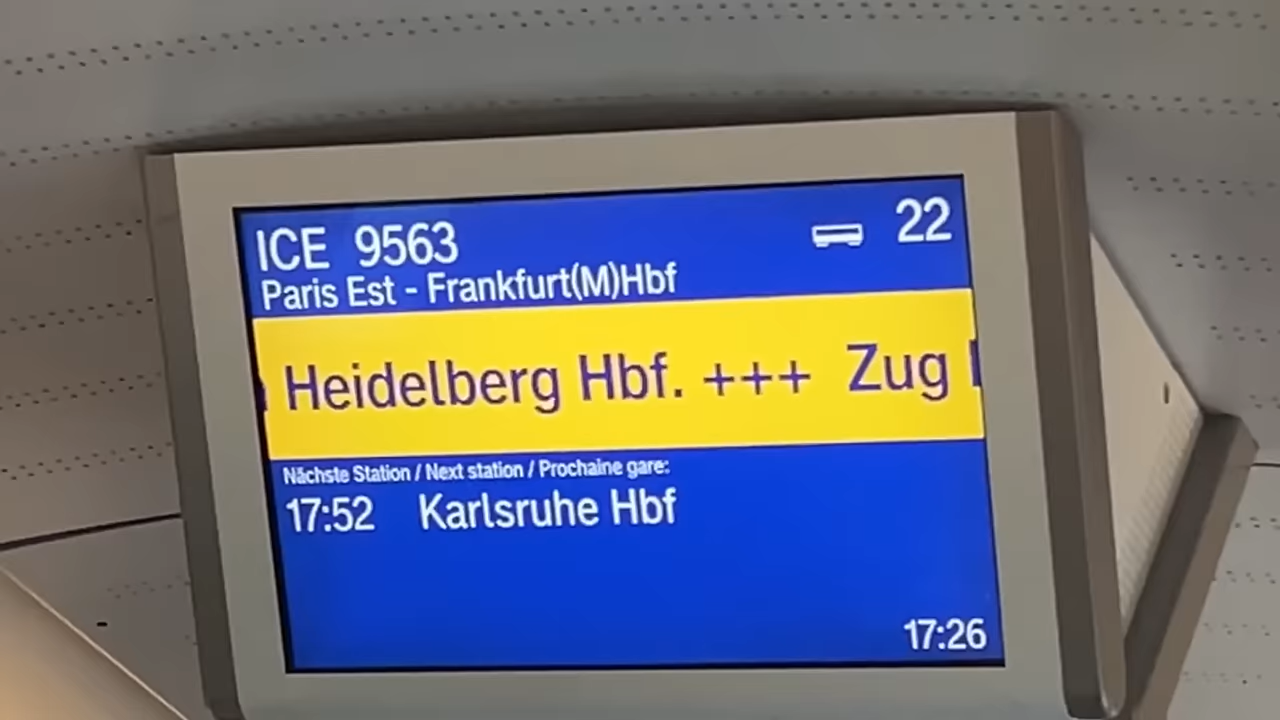 ICE 9563 22
Paris Est - Frankfurt(M)Hbf
Heidelberg Hbf. +++ Zug
Nächste Station / Next station / Prochaine gare:
17:52 Karlsruhe Hbf
17:26